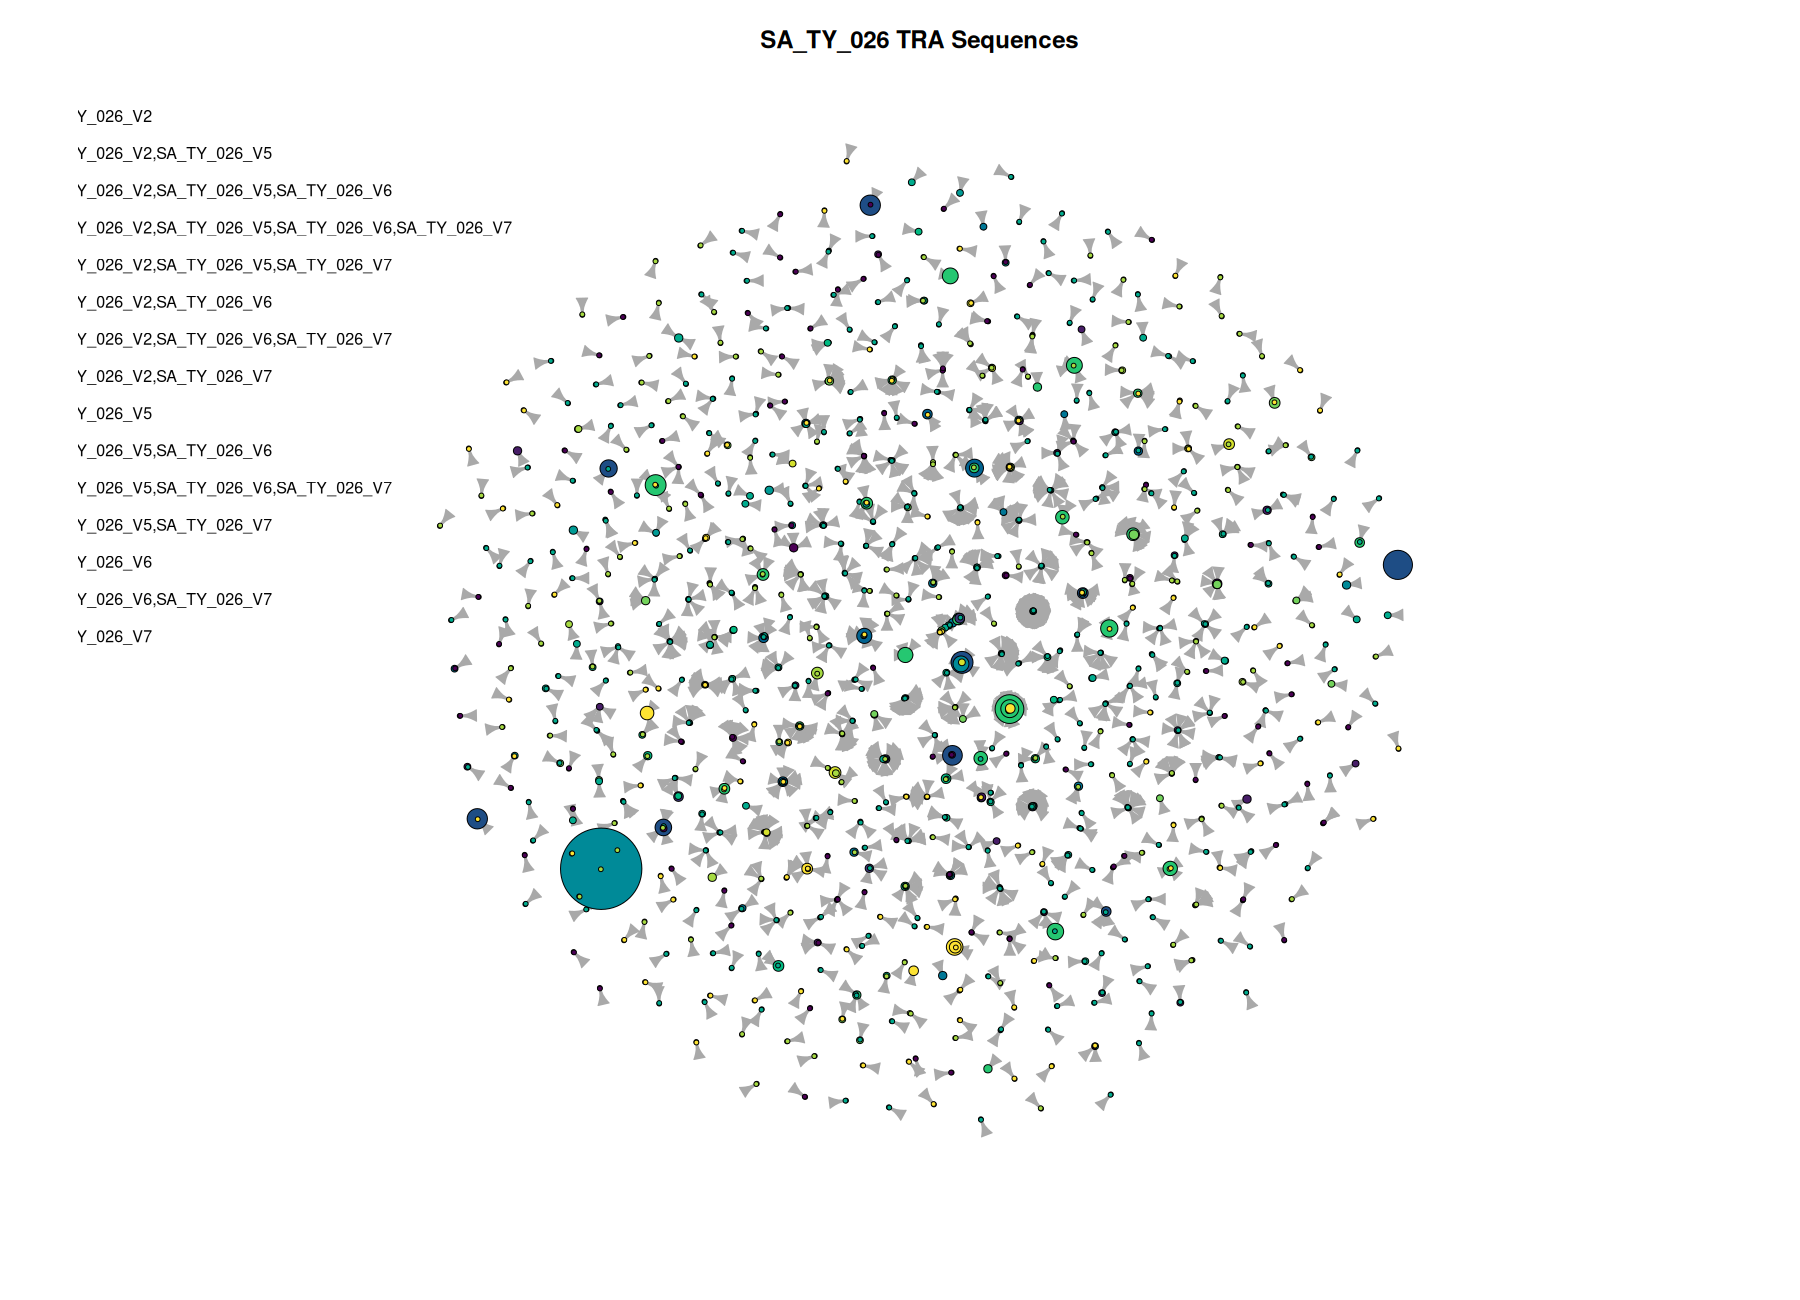 SA_TY_026 TRA Sequences
Y_026_V2
Y_026_V2,SA_TY_026_V5
Y_026_V2,SA_TY_026_V5,SA_TY_026_V6
Y_026_V2,SA_TY_026_V5,SA_TY_026_V6,SA_TY_026_V7
Y_026_V2,SA_TY_026_V5,SA_TY_026_V7
Y_026_V2,SA_TY_026_V6
Y_026_V2,SA_TY_026_V6,SA_TY_026_V7
Y_026_V2,SA_TY_026_V7
Y_026_V5
Y_026_V5,SA_TY_026_V6
Y_026_V5,SA_TY_026_V6,SA_TY_026_V7
Y_026_V5,SA_TY_026_V7
Y_026_V6
Y_026_V6,SA_TY_026_V7
Y_026_V7